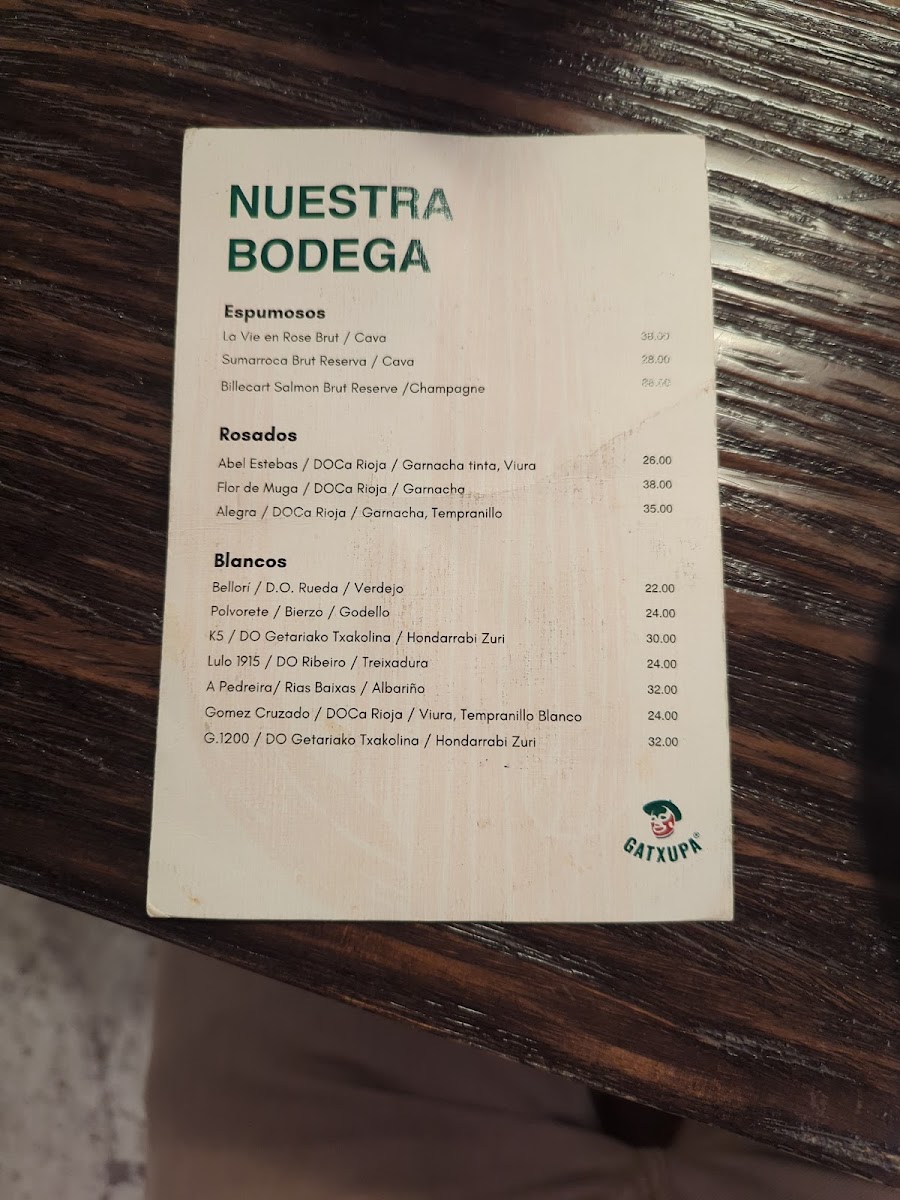 NUESTRA
BODEGA
Espumosos
La Vie en Rose Brut / Cava 38.00
Sumarroca Brut Reserva / Cava 28.00
Billecart Salmon Brut Reserve /Champagne
Rosados
Abel Estebas / DOCa Rioja / Garnacha tinta, Viura 26.00
Flor de Muga / DOCa Rioja / Garnacha 38.00
Alegra / DOCa Rioja / Garnacha, Tempranillo 35.00
Blancos
Bellorí / D.O. Rueda / Verdejo 22.00
Polvorete / Bierzo / Godello 24.00
K5 / DO Getariako Txakolina / Hondarrabi Zuri 30.00
Lulo 1915 / DO Ribeiro / Treixadura 24.00
A Pedreira/ Rias Baixas / Albariño 32.00
Gomez Cruzado / DOCa Rioja / Viura, Tempranillo Blanco 24.00
G.1200 / DO Getariako Txakolina / Hondarrabi Zuri 32.00
GATXUPA®